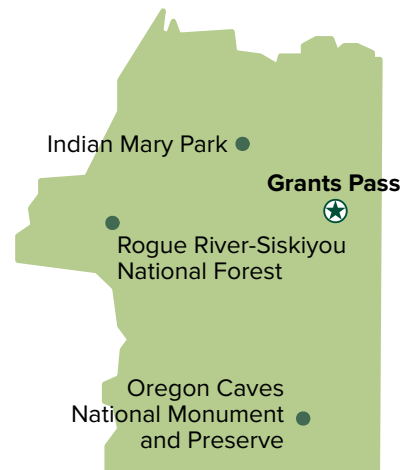 Indian Mary Park
Grants Pass
Rogue River-Siskiyou
National Forest
Oregon Caves
National Monument
and Preserve